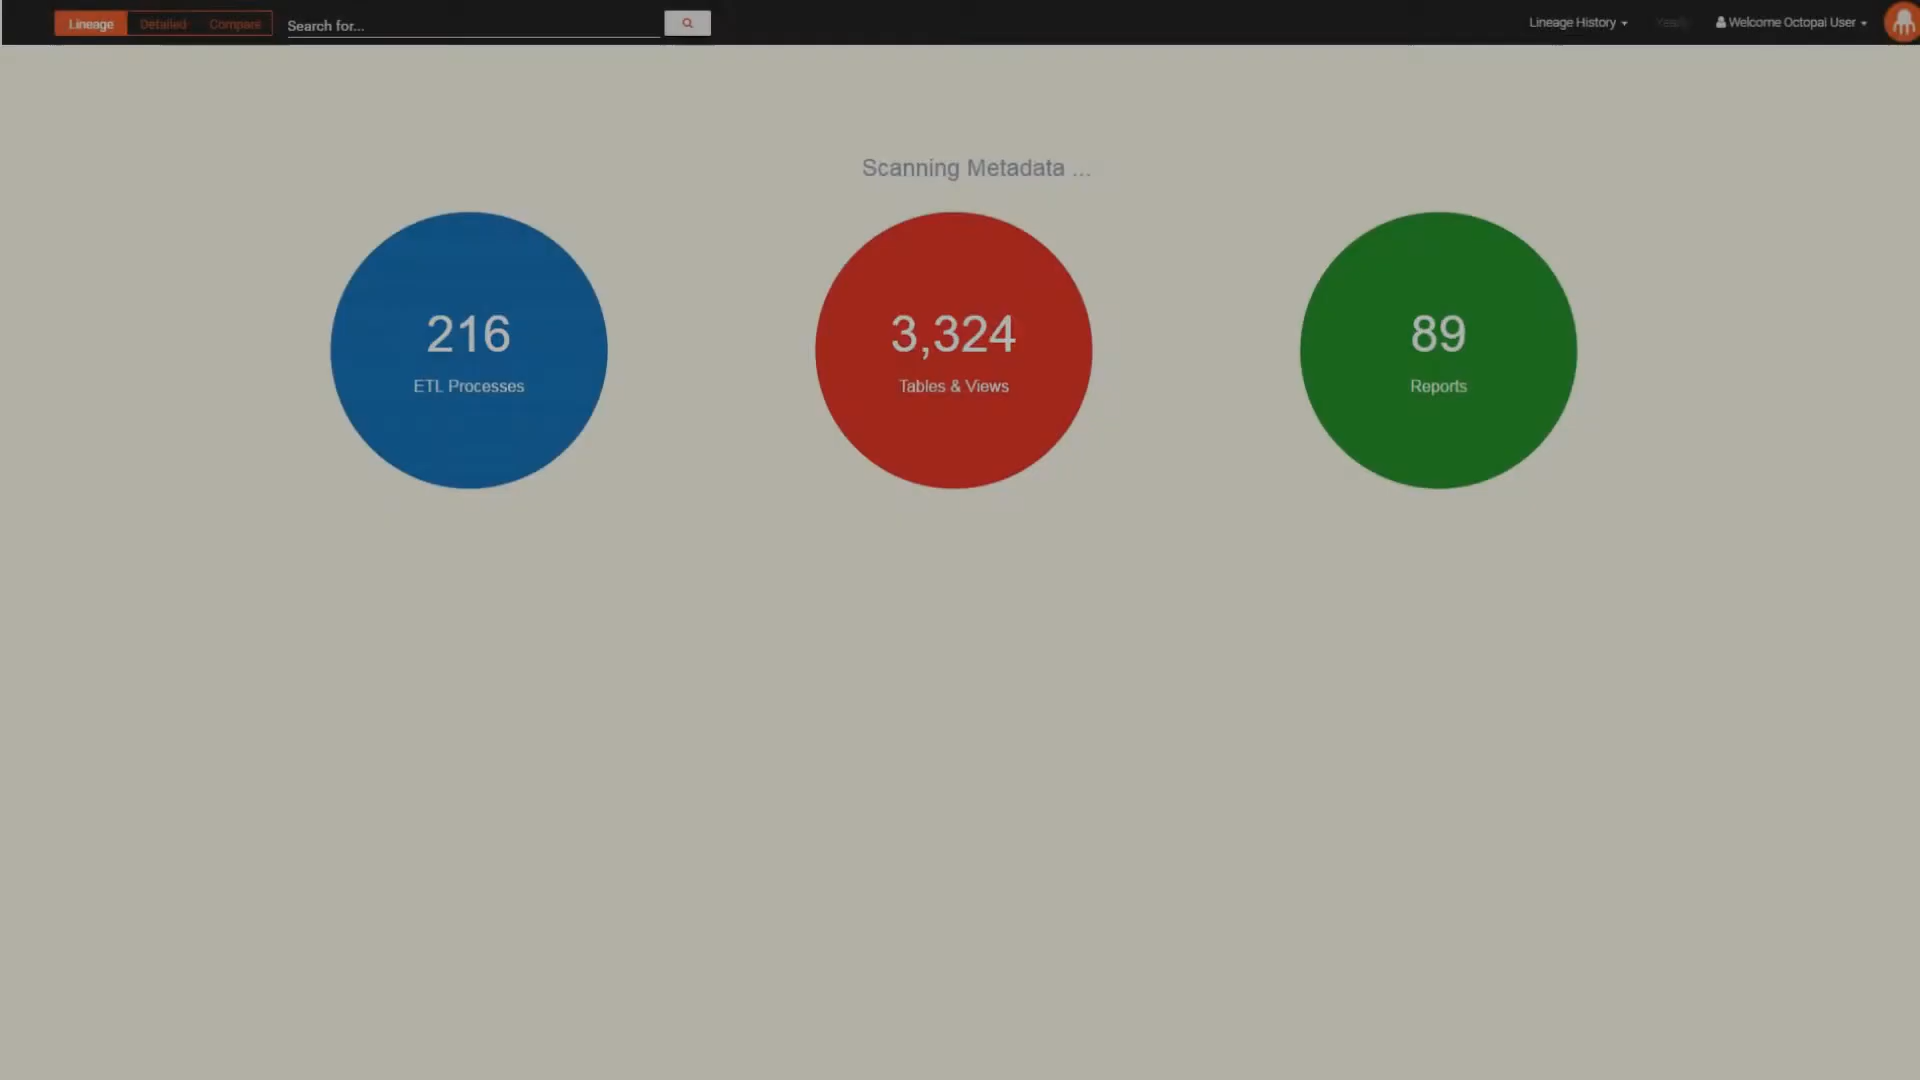 Lineage Detailed Compare Search for... Lineage History Welcome Octopai User
Scanning Metadata ...
216 3,324 89
ETL Processes Tables & Views Reports